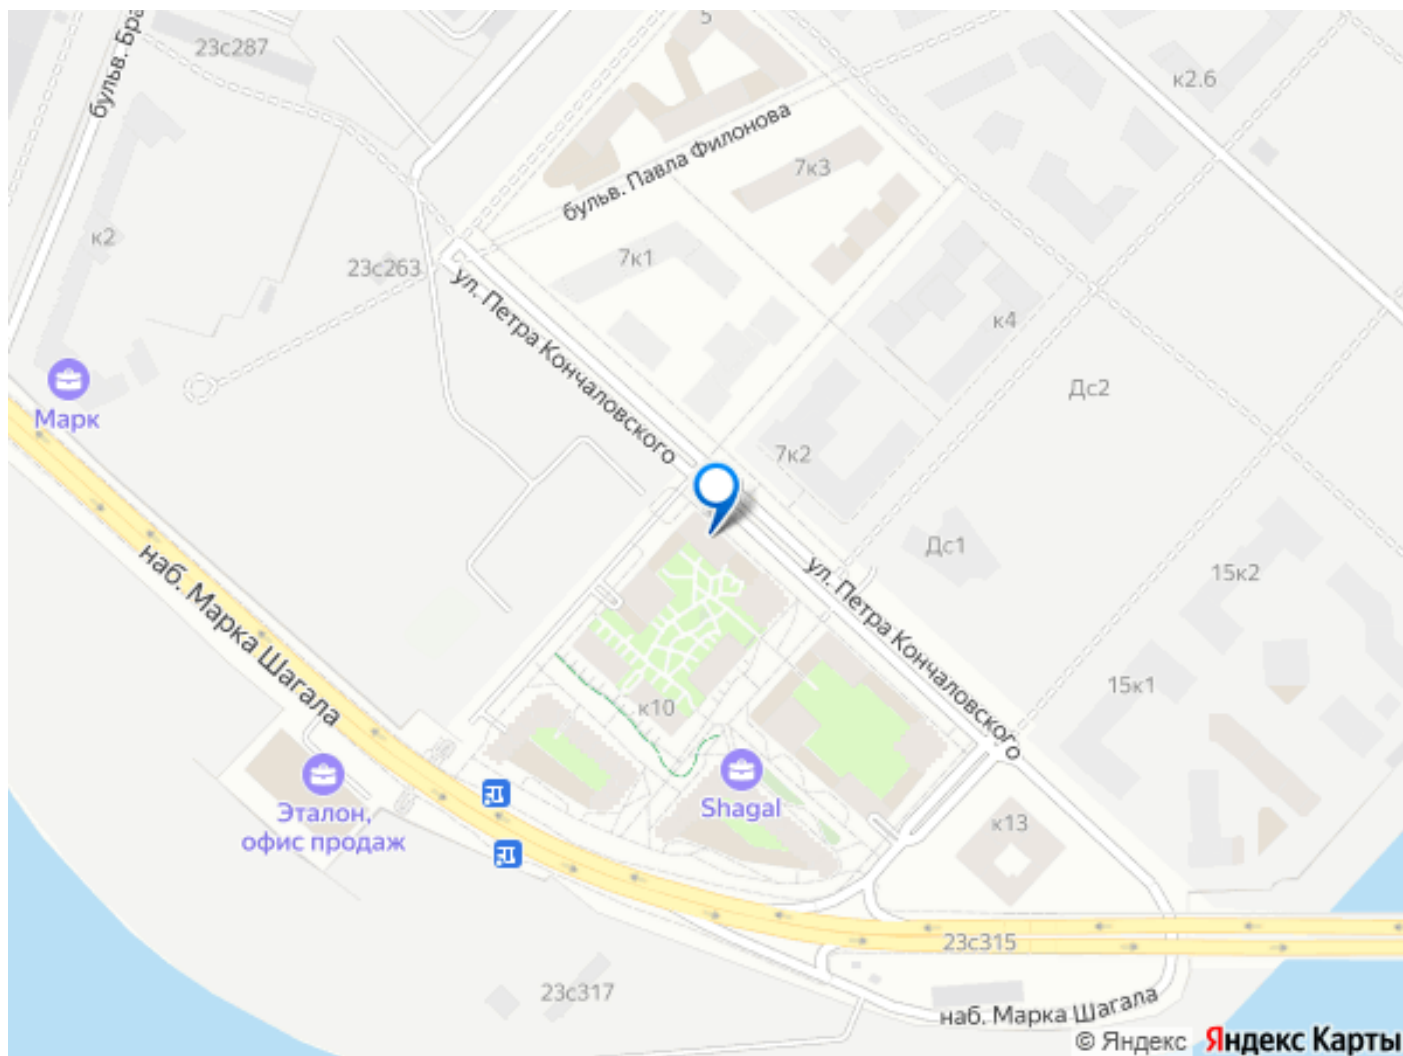 5
бульв. Бра
23с287
к2.6
бульв. Павла Филонова
7к3
к2
23с263
7к1
ул. Петра Кончаловского
к4
Марк
Дс2
7к2
Дс1
15к2
наб. Марка Шагала
ул. Петра Кончаловского
15к1
к10
Эталон,
офис продаж
Shagal
к13
23с315
23с317
наб. Марка Шагала
© Яндекс Яндекс Карты